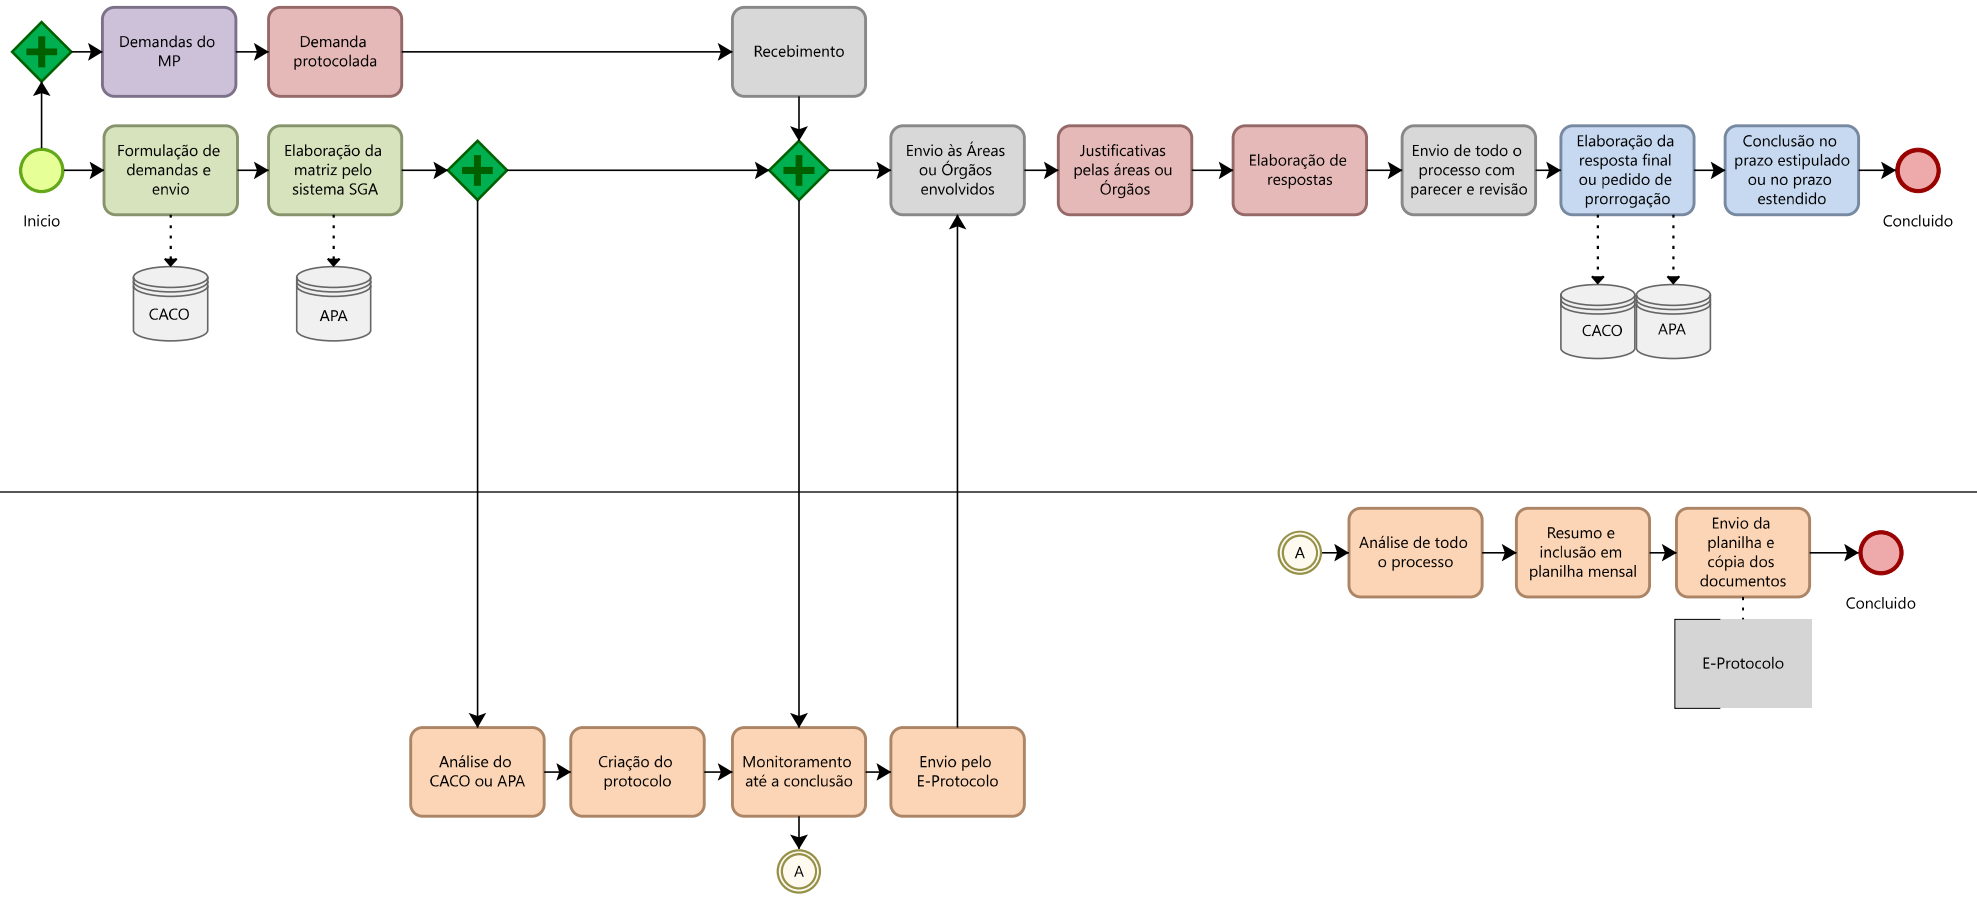 Demandas do
MP
Demanda
protocolada
Recebimento
Inicio
Formulação de
demandas e
envio
Elaboração da
matriz pelo
sistema SGA
Envio às Áreas
ou Órgãos
envolvidos
Justificativas
pelas áreas ou
Órgãos
Elaboração de
respostas
Envio de todo o
processo com
parecer e revisão
Elaboração da
resposta final
ou pedido de
prorrogação
Conclusão no
prazo estipulado
ou no prazo
estendido
Concluido
CACO
APA
CACO
APA
A
Análise de todo
o processo
Resumo e
inclusão em
planilha mensal
Envio da
planilha e
cópia dos
documentos
Concluido
E-Protocolo
Análise do
CACO ou APA
Criação do
protocolo
Monitoramento
até a conclusão
Envio pelo
E-Protocolo
A